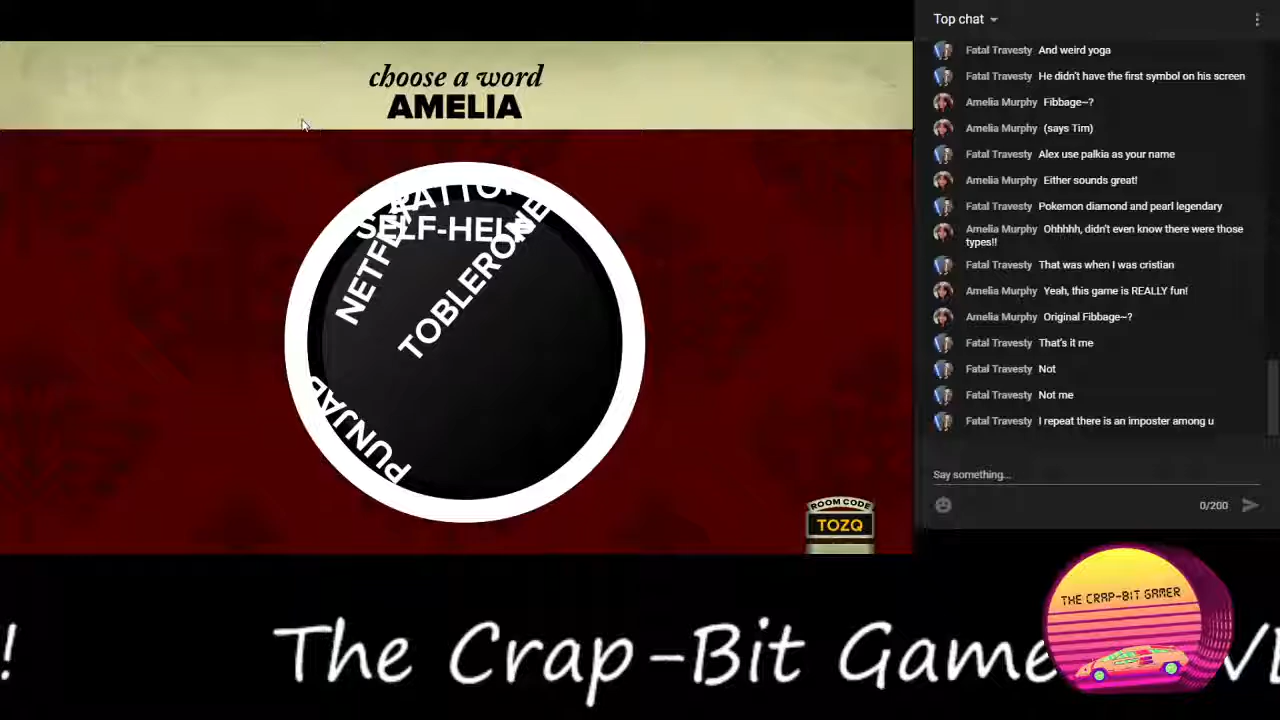 Top chat
choose a word
AMELIA
SELF-HELP
TOBLERONE
PUNJAB
ROOM CODE
TOZQ
Fatal Travesty And weird yoga
Fatal Travesty He didn't have the first symbol on his screen
Amelia Murphy Fibbage~?
Amelia Murphy (says Tim)
Fatal Travesty Alex use palkia as your name
Amelia Murphy Either sounds great!
Fatal Travesty Pokemon diamond and pearl legendary
Amelia Murphy Ohhhhh, didn't even know there were those
types!!
Fatal Travesty That was when I was cristian
Amelia Murphy Yeah, this game is REALLY fun!
Amelia Murphy Original Fibbage~?
Fatal Travesty That's it me
Fatal Travesty Not
Fatal Travesty Not me
Fatal Travesty I repeat there is an imposter among u
Say something...
0/200
! The Crap-Bit Game
THE CRAP-BIT GAMER